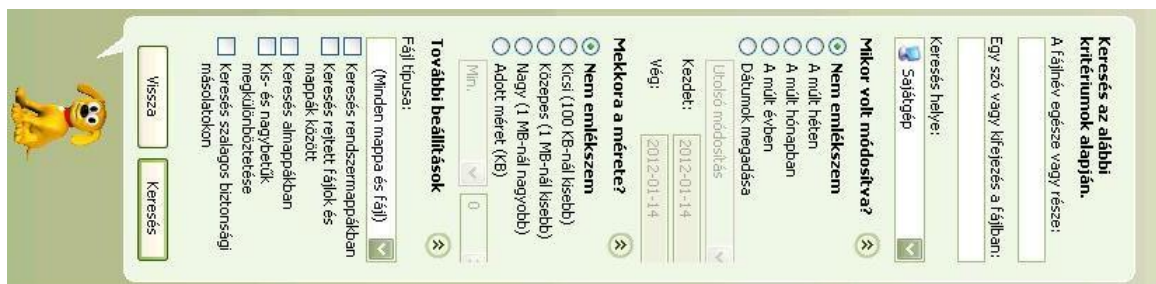 Keresés az alábbi
kritériumok alapján.
A fájlnév egésze vagy része:
Egy szó vagy kifejezés a fájlban:
Keresés helye:
Sajátgép
Mikor volt módosítva?
Nem emlékszem
A múlt héten
A múlt hónapban
A múlt évben
Dátumok megadása
Utolsó módosítás
Kezdet: 2012-01-14
Vég: 2012-01-14
Mekkora a mérete?
Nem emlékszem
Kicsi (100 KB-nál kisebb)
Közepes (1 MB-nál kisebb)
Nagy (1 MB-nál nagyobb)
Adott méret (KB)
Min. 0
További beállítások
Fájl típusa:
(Minden mappa és fájl)
Keresés rendszermappákban
Keresés rejtett fájlok és
mappák között
Keresés almappákban
Kis- és nagybetűk
megkülönböztetése
Keresés szalagos biztonsági
másolatokon
Vissza Keresés